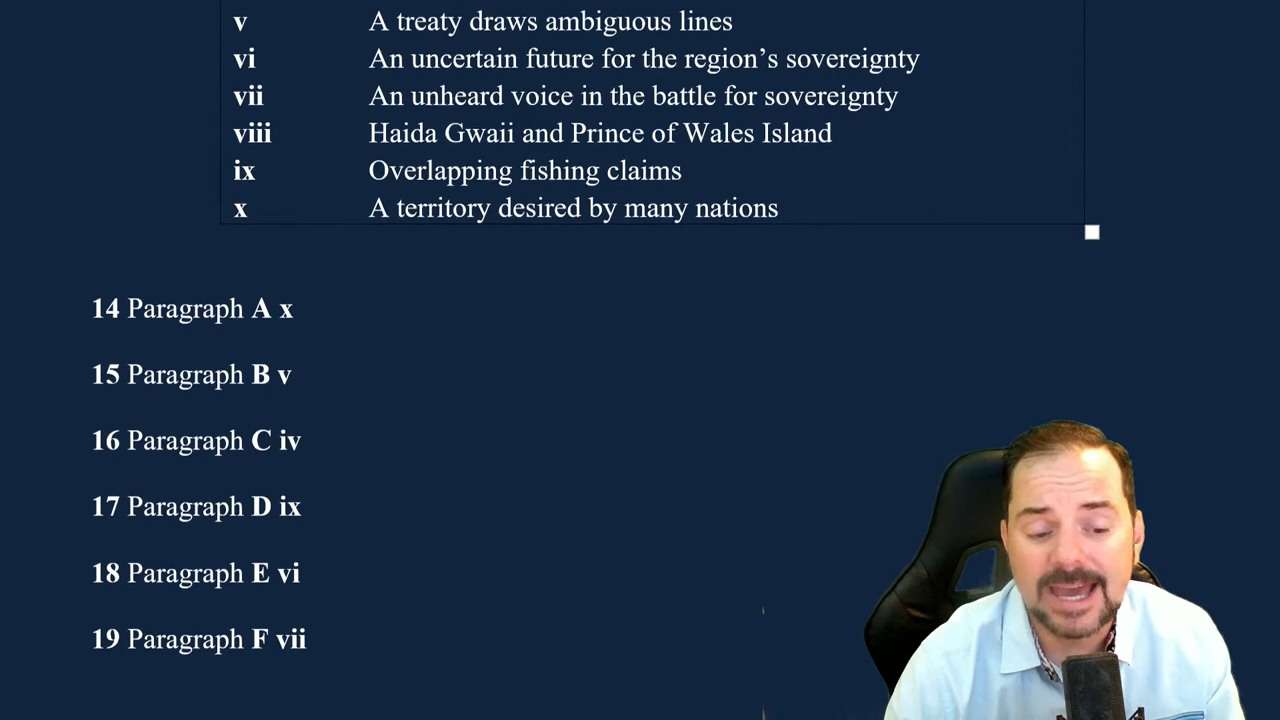 v A treaty draws ambiguous lines
vi An uncertain future for the region’s sovereignty
vii An unheard voice in the battle for sovereignty
viii Haida Gwaii and Prince of Wales Island
ix Overlapping fishing claims
x A territory desired by many nations
14 Paragraph A x
15 Paragraph B v
16 Paragraph C iv
17 Paragraph D ix
18 Paragraph E vi
19 Paragraph F vii